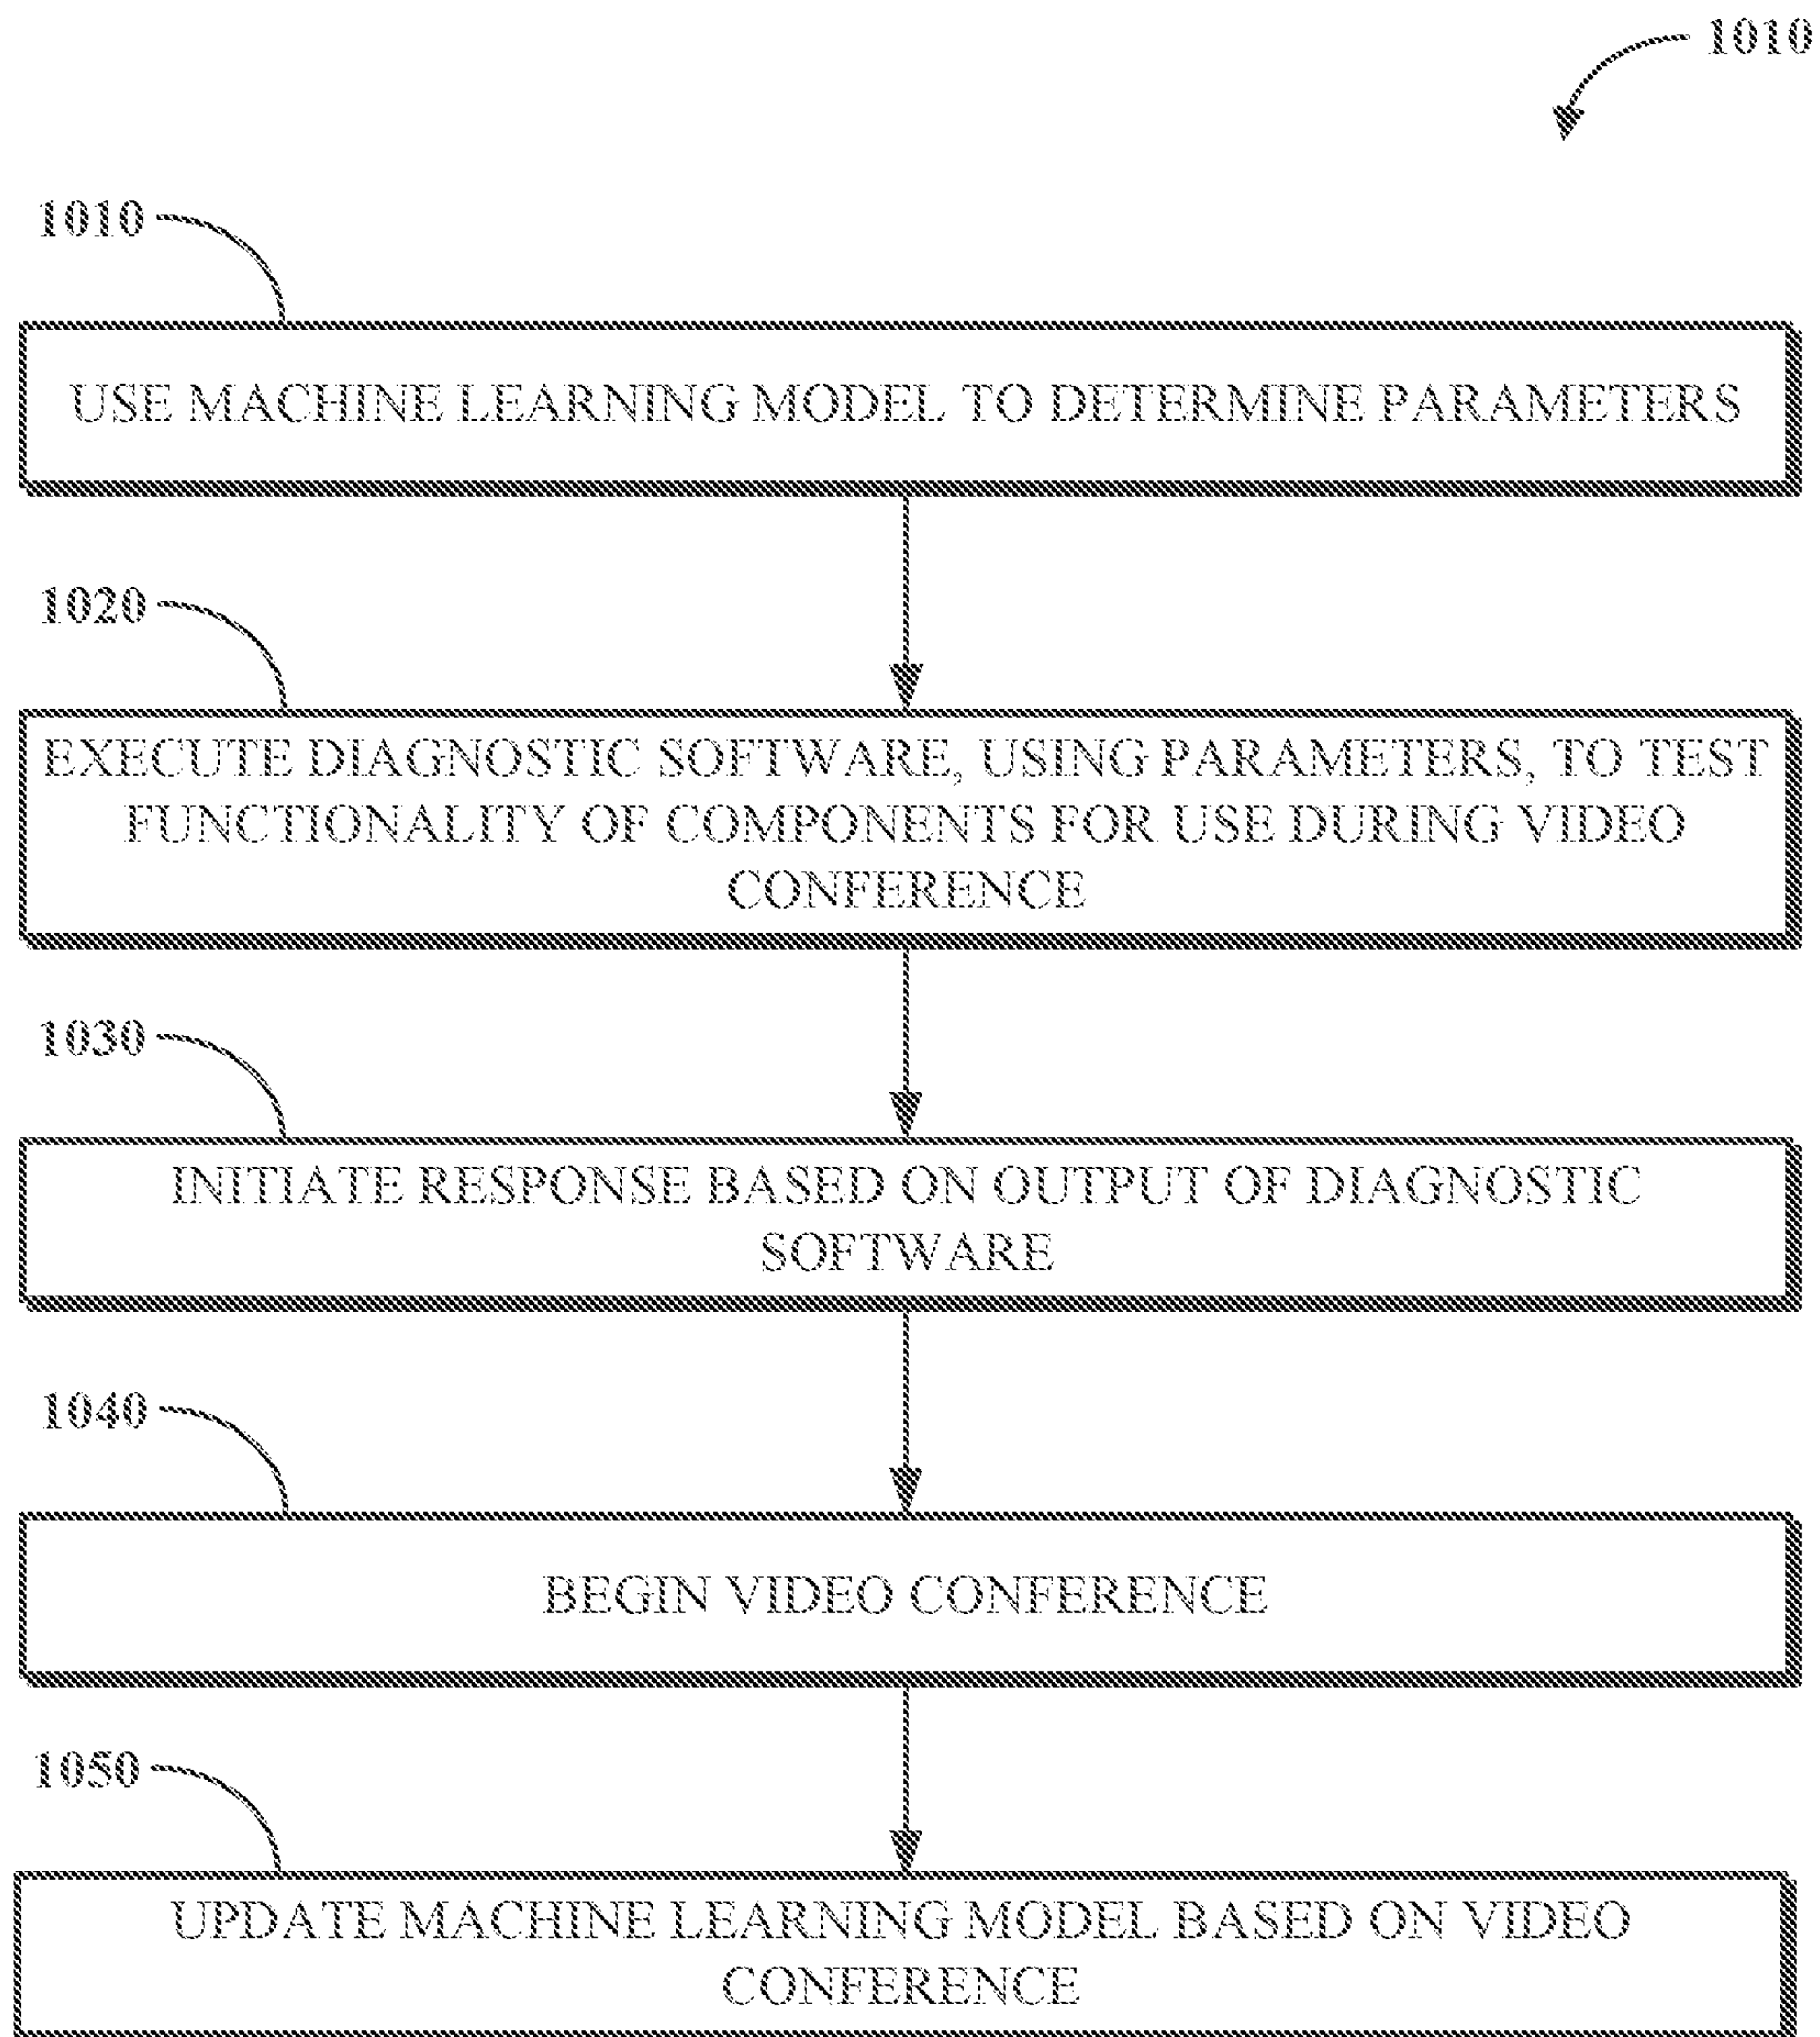 1010
1010
USE MACHINE LEARNING MODEL TO DETERMINE PARAMETERS
1020
EXECUTE DIAGNOSTIC SOFTWARE, USING PARAMETERS, TO TEST
FUNCTIONALITY OF COMPONENTS FOR USE DURING VIDEO
CONFERENCE
1030
INITIATE RESPONSE BASED ON OUTPUT OF DIAGNOSTIC
SOFTWARE
1040
BEGIN VIDEO CONFERENCE
1050
UPDATE MACHINE LEARNING MODEL BASED ON VIDEO
CONFERENCE